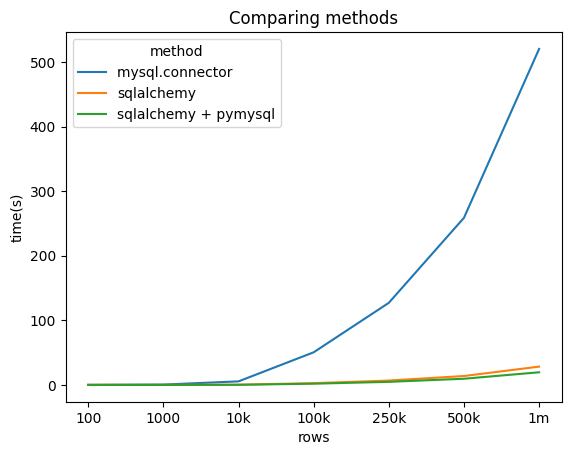 Comparing methods
method
mysql.connector
sqlalchemy
sqlalchemy + pymysql
500
400
300
200
100
0
time(s)
100 1000 10k 100k 250k 500k 1m
rows